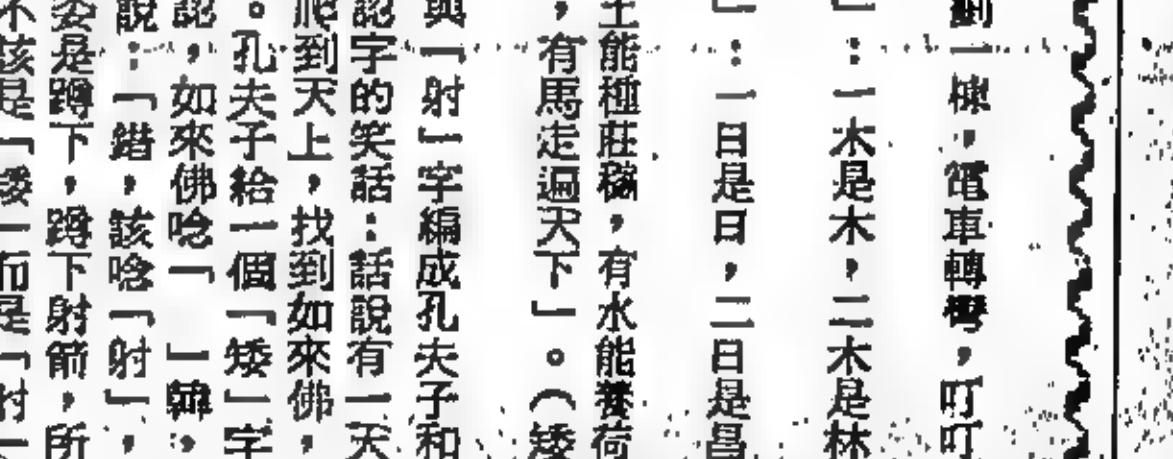 一棟，電車轉彎，叮叮
」：一木是木，二木是林
」：一日是日，二日是昌
土能種莊稼，有水能養荷
，有馬走遍天下」。（矮
與「射」字編成孔夫子和
認字的笑話：話說有一天
爬到天上，找到如來佛，
。孔夫子給一個「矮」字
認，如來佛唸「　」
說：「錯，該唸「射」，
委是蹲下，蹲下射箭，所
不該是「矮」而是「射」